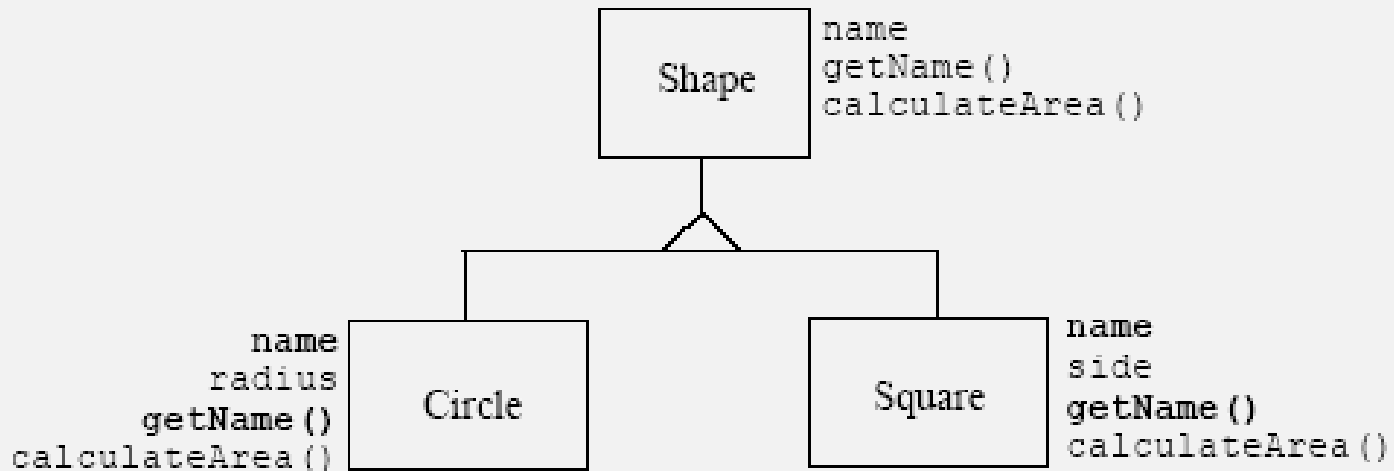 Shape
name
getName()
calculateArea()
name
radius
getName()
calculateArea()
Circle
Square
name
side
getName()
calculateArea()